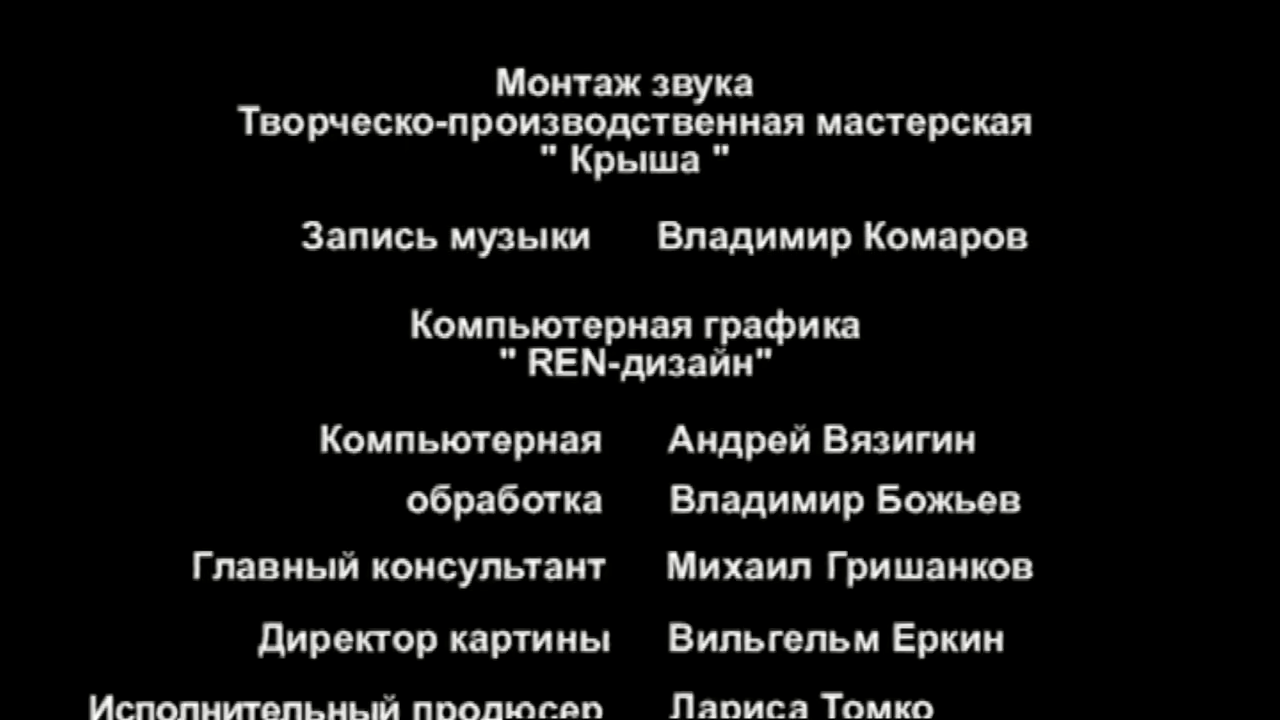 Монтаж звука
Творческо-производственная мастерская
" Крыша "
Запись музыки Владимир Комаров
Компьютерная графика
" REN-дизайн"
Компьютерная Андрей Вязигин
обработка Владимир Божьев
Главный консультант Михаил Гришанков
Директор картины Вильгельм Еркин
Исполнительный продюсер Лариса Томко